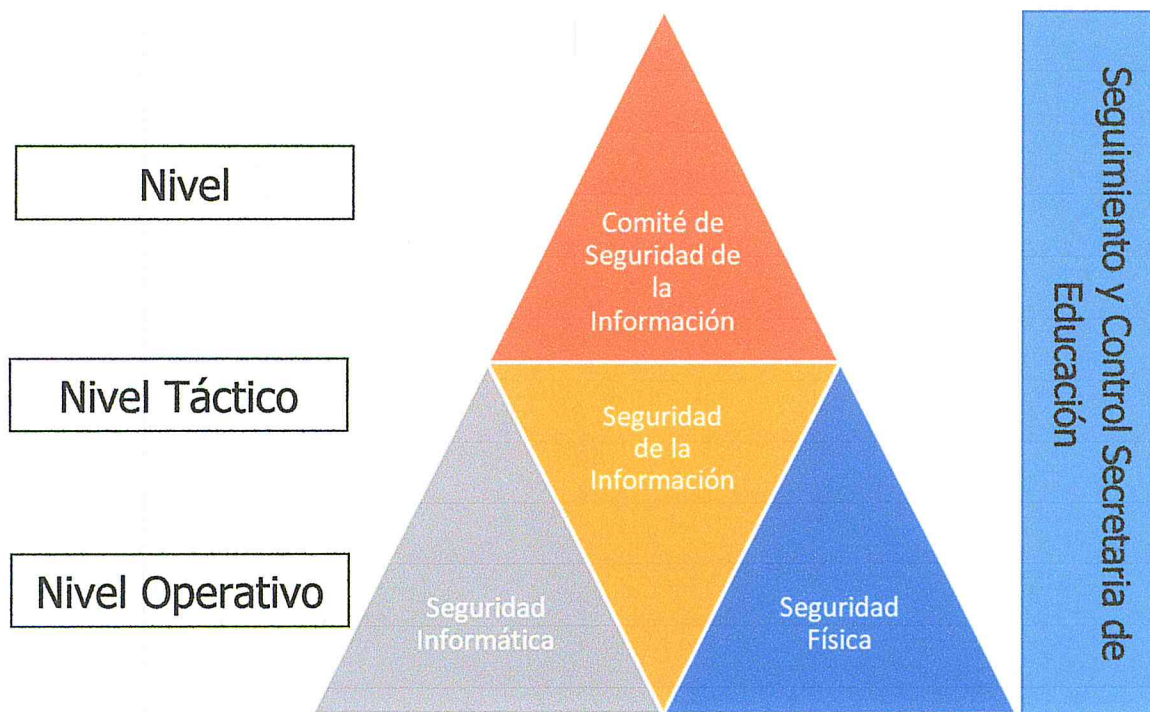 Nivel
Comité de
Seguridad de
la
Información
Nivel Táctico
Seguridad
de la
Información
Nivel Operativo
Seguridad
Informática
Seguridad
Física
Seguimiento y Control Secretaria de
Educación